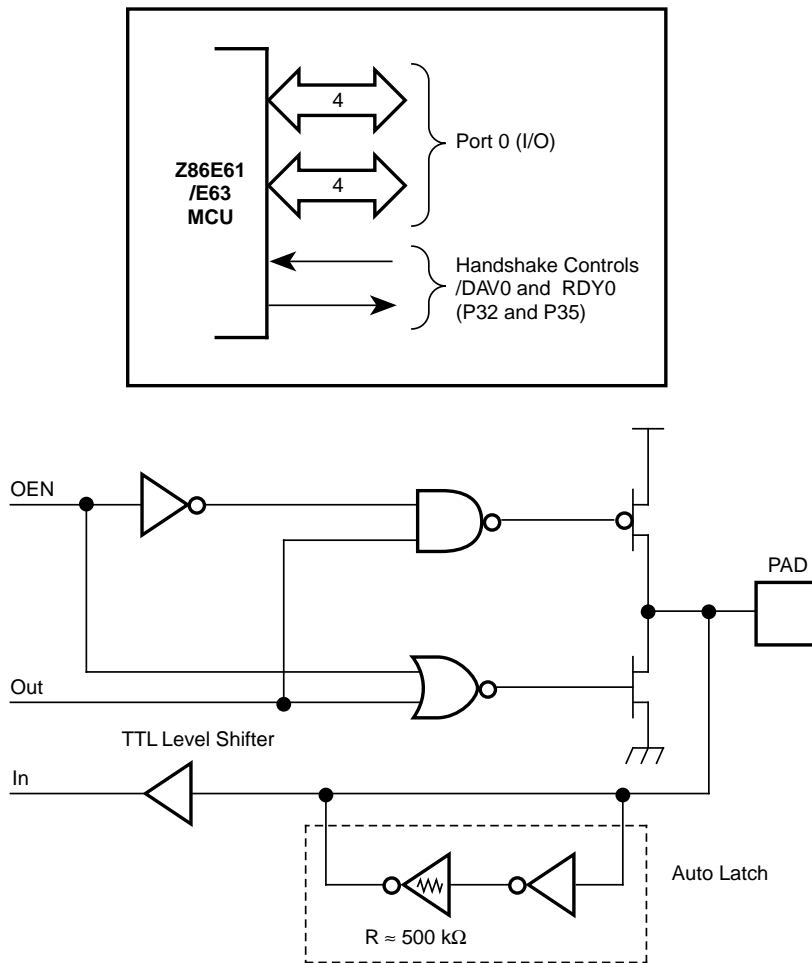 4
Port 0 (I/O)
Z86E61
/E63
MCU
4
Handshake Controls
/DAV0 and RDY0
(P32 and P35)
OEN
PAD
Out
TTL Level Shifter
In
Auto Latch
R ≈ 500 kΩ